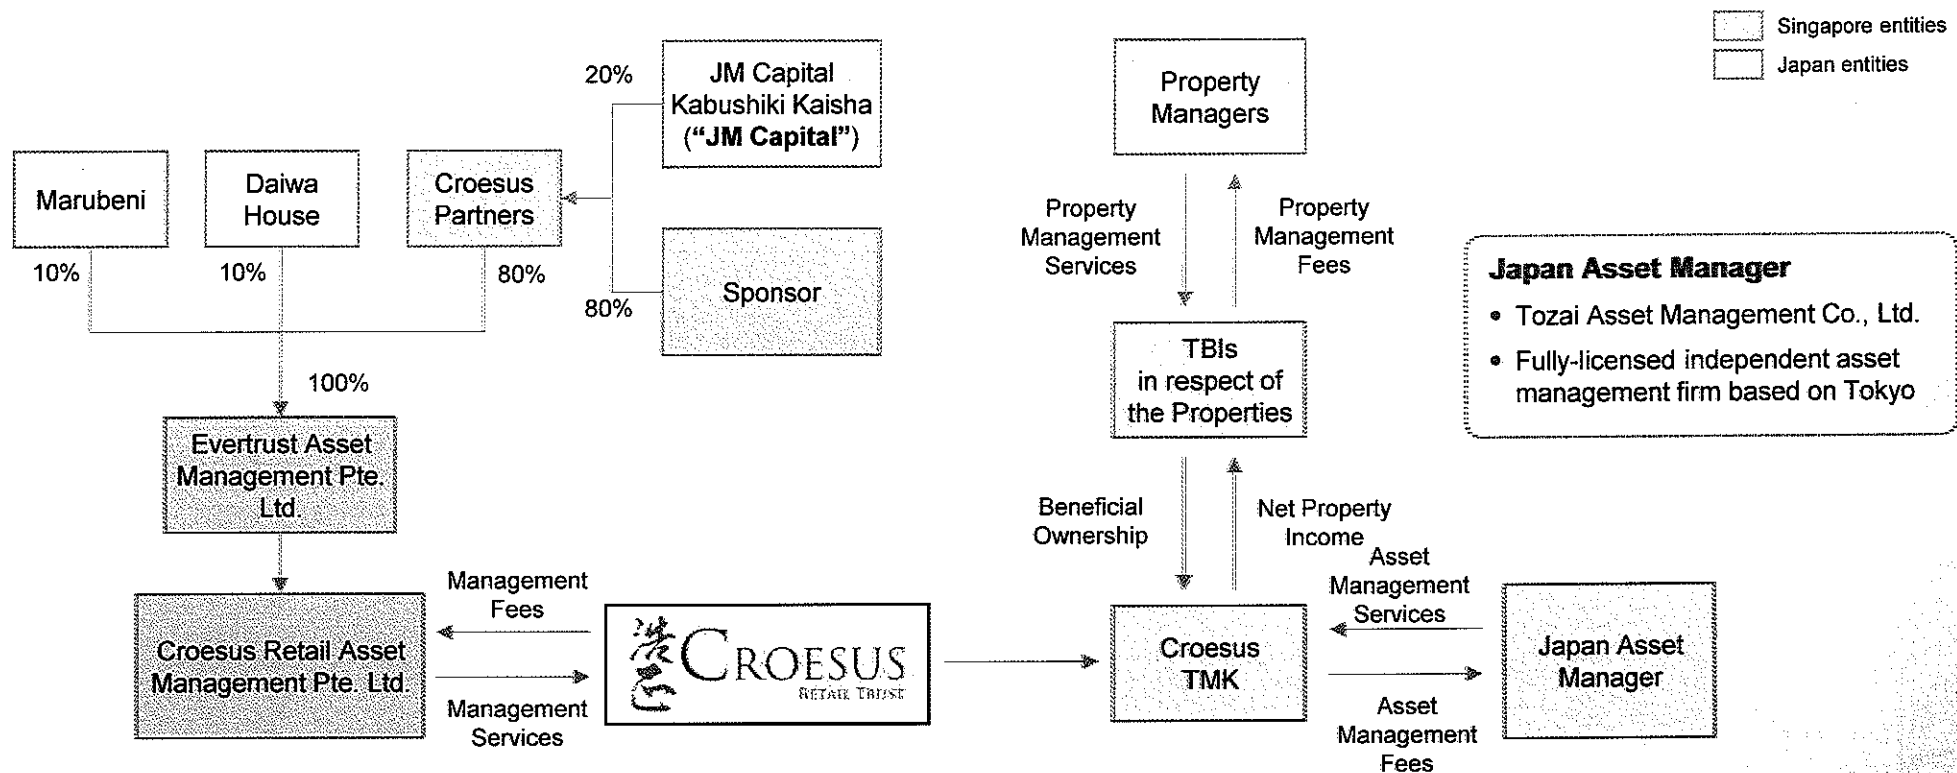 Singapore entities
Japan entities
20%
JM Capital
Kabushiki Kaisha
(“JM Capital”)
Property
Managers
Marubeni
Daiwa
House
Croesus
Partners
10%
10%
80%
80%
Sponsor
Property
Management
Services
Property
Management
Fees
Japan Asset Manager
• Tozai Asset Management Co., Ltd.
• Fully-licensed independent asset
management firm based on Tokyo
TBIs
in respect of
the Properties
100%
Evertrust Asset
Management Pte.
Ltd.
Beneficial
Ownership
Net Property
Income
Asset
Management
Services
Management
Fees
Croesus Retail Asset
Management Pte. Ltd.
CROESUS
RETAIL TRUST
Management
Services
Croesus
TMK
Japan Asset
Manager
Asset
Management
Fees